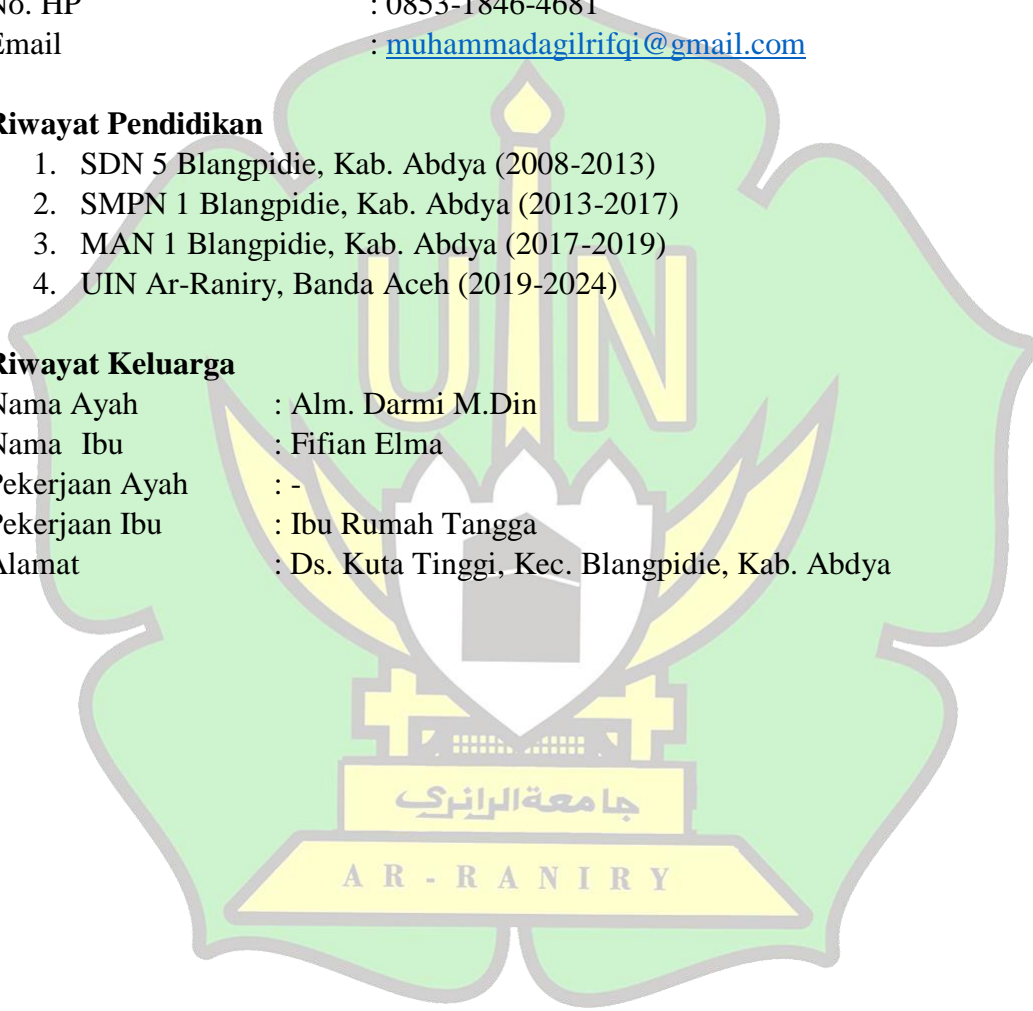 No. HP : 0853-1846-4681
Email : muhammadagilrifqi@gmail.com
Riwayat Pendidikan
1. SDN 5 Blangpidie, Kab. Abdya (2008-2013)
2. SMPN 1 Blangpidie, Kab. Abdya (2013-2017)
3. MAN 1 Blangpidie, Kab. Abdya (2017-2019)
4. UIN Ar-Raniry, Banda Aceh (2019-2024)
Riwayat Keluarga
Nama Ayah : Alm. Darmi M.Din
Nama Ibu : Fifian Elma
Pekerjaan Ayah : -
Pekerjaan Ibu : Ibu Rumah Tangga
Alamat : Ds. Kuta Tinggi, Kec. Blangpidie, Kab. Abdya
UIN
جامعةالرانري
AR-RANIRY